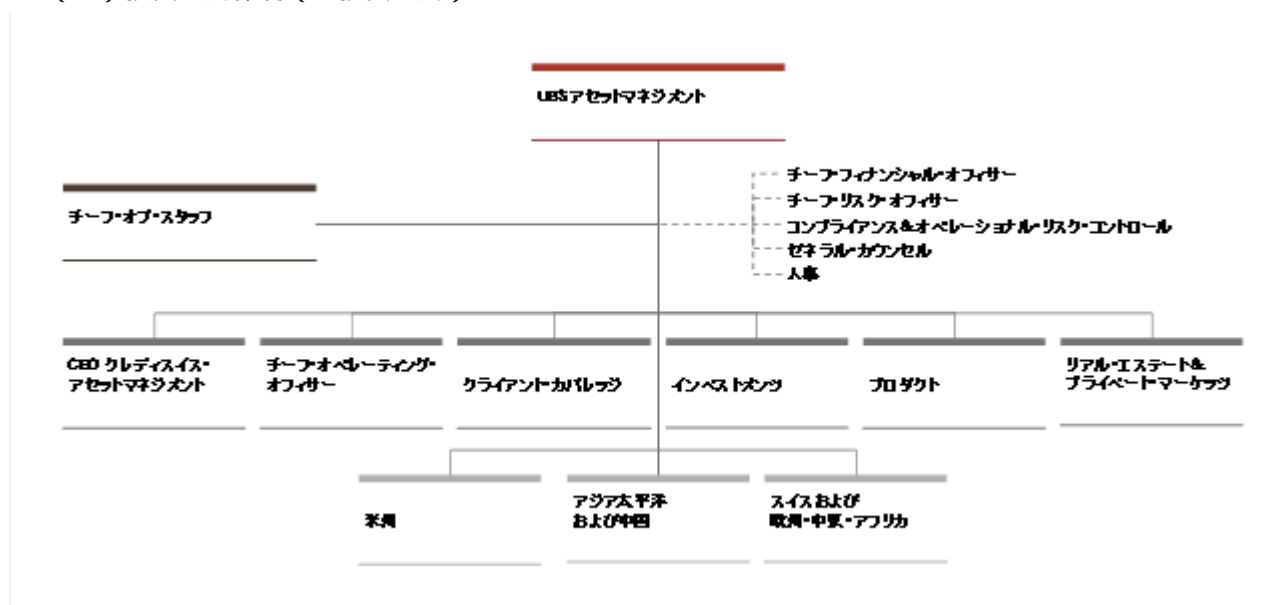 UBSアセットマネジメント
チーフ・フィナンシャル・オフィサー
チーフ・リスク・オフィサー
チーフ・オブ・スタッフ
コンプライアンス&オペレーショナル・リスク・コントロール
ゼネラル・カウンセル
人事
CEO クレディスイス・
アセットマネジメント
チーフ・オペレーティング・
オフィサー
クライアント・カバレッジ
インベストメンツ
プロダクト
リアル・エステート&
プライベート・マーケッツ
米州
アジア太平洋
および中国
スイスおよび
欧州・中東・アフリカ